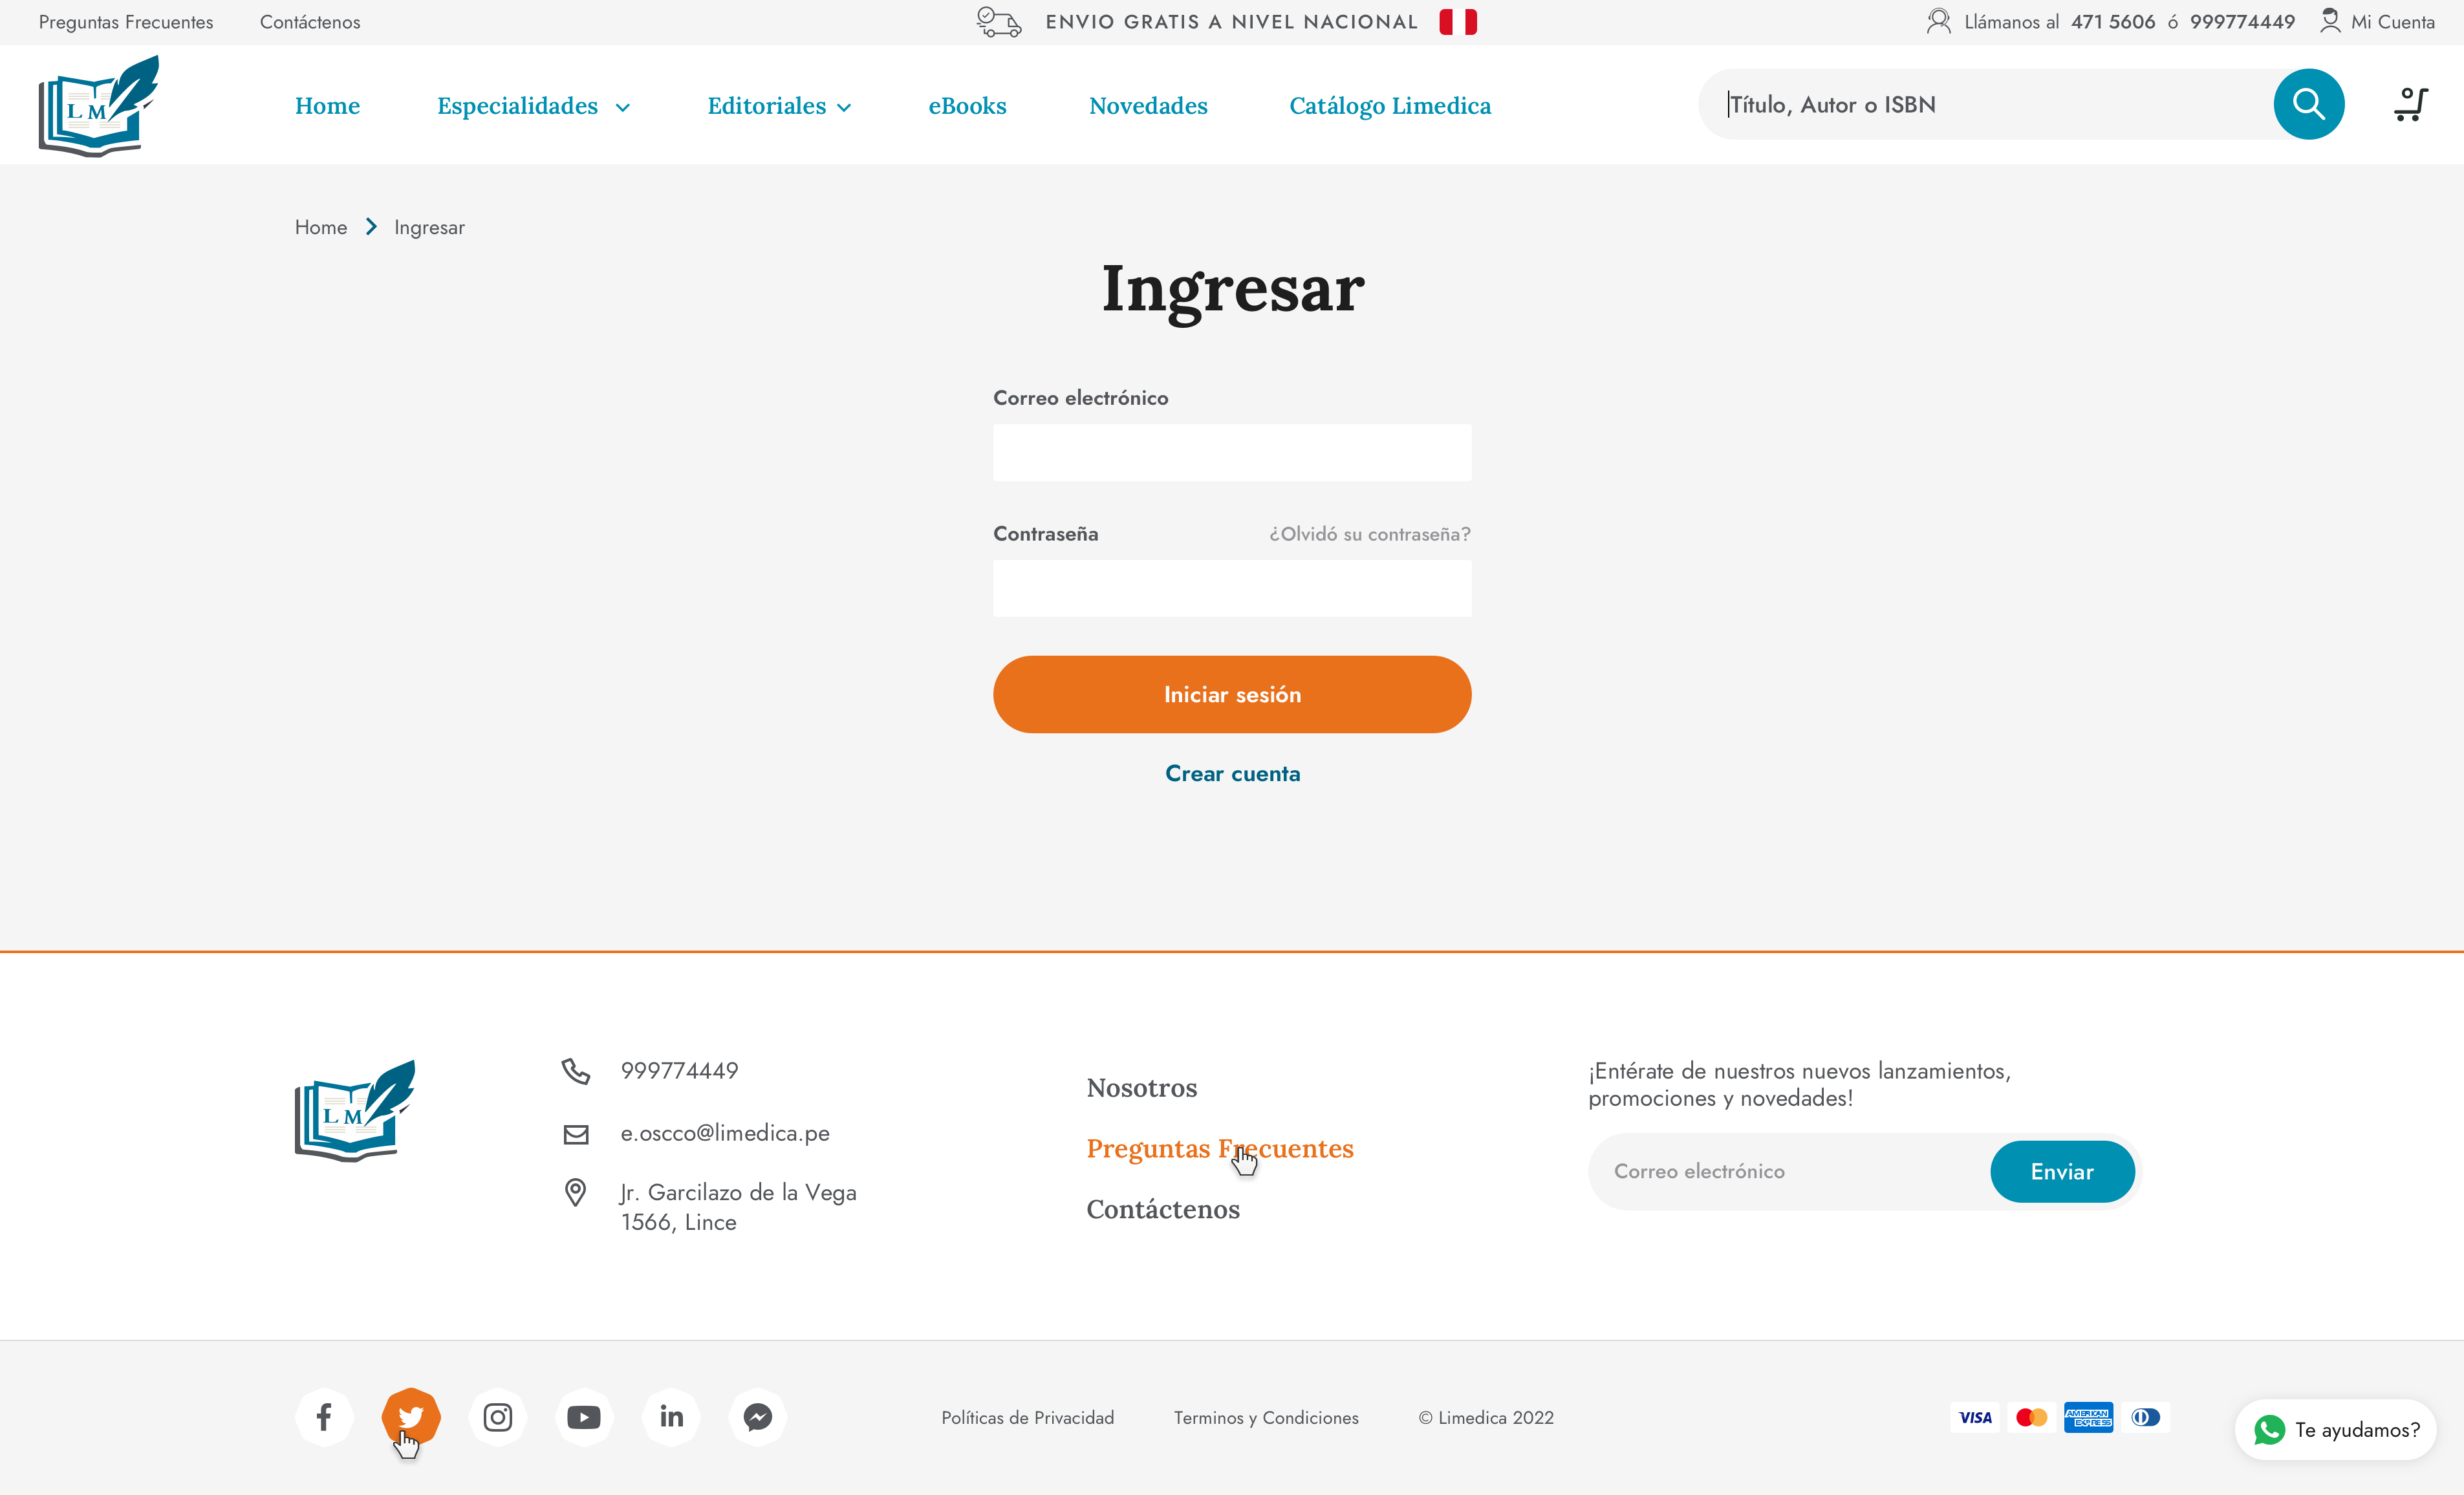 Preguntas Frecuentes
Contáctenos
ENVIO GRATIS A NIVEL NACIONAL
Llámanos al 471 5606 ó 999774449
Mi Cuenta
L M
Home
Especialidades
Editoriales
eBooks
Novedades
Catálogo Limedica
Título, Autor o ISBN
Home
Ingresar
Ingresar
Correo electrónico
Contraseña
¿Olvidó su contraseña?
Iniciar sesión
Crear cuenta
L M
999774449
e.oscco@limedica.pe
Jr. Garcilazo de la Vega
1566, Lince
Nosotros
Preguntas Frecuentes
Contáctenos
¡Entérate de nuestros nuevos lanzamientos,
promociones y novedades!
Correo electrónico
Enviar
Políticas de Privacidad
Terminos y Condiciones
© Limedica 2022
VISA
AMERICAN
EXPRESS
Te ayudamos?